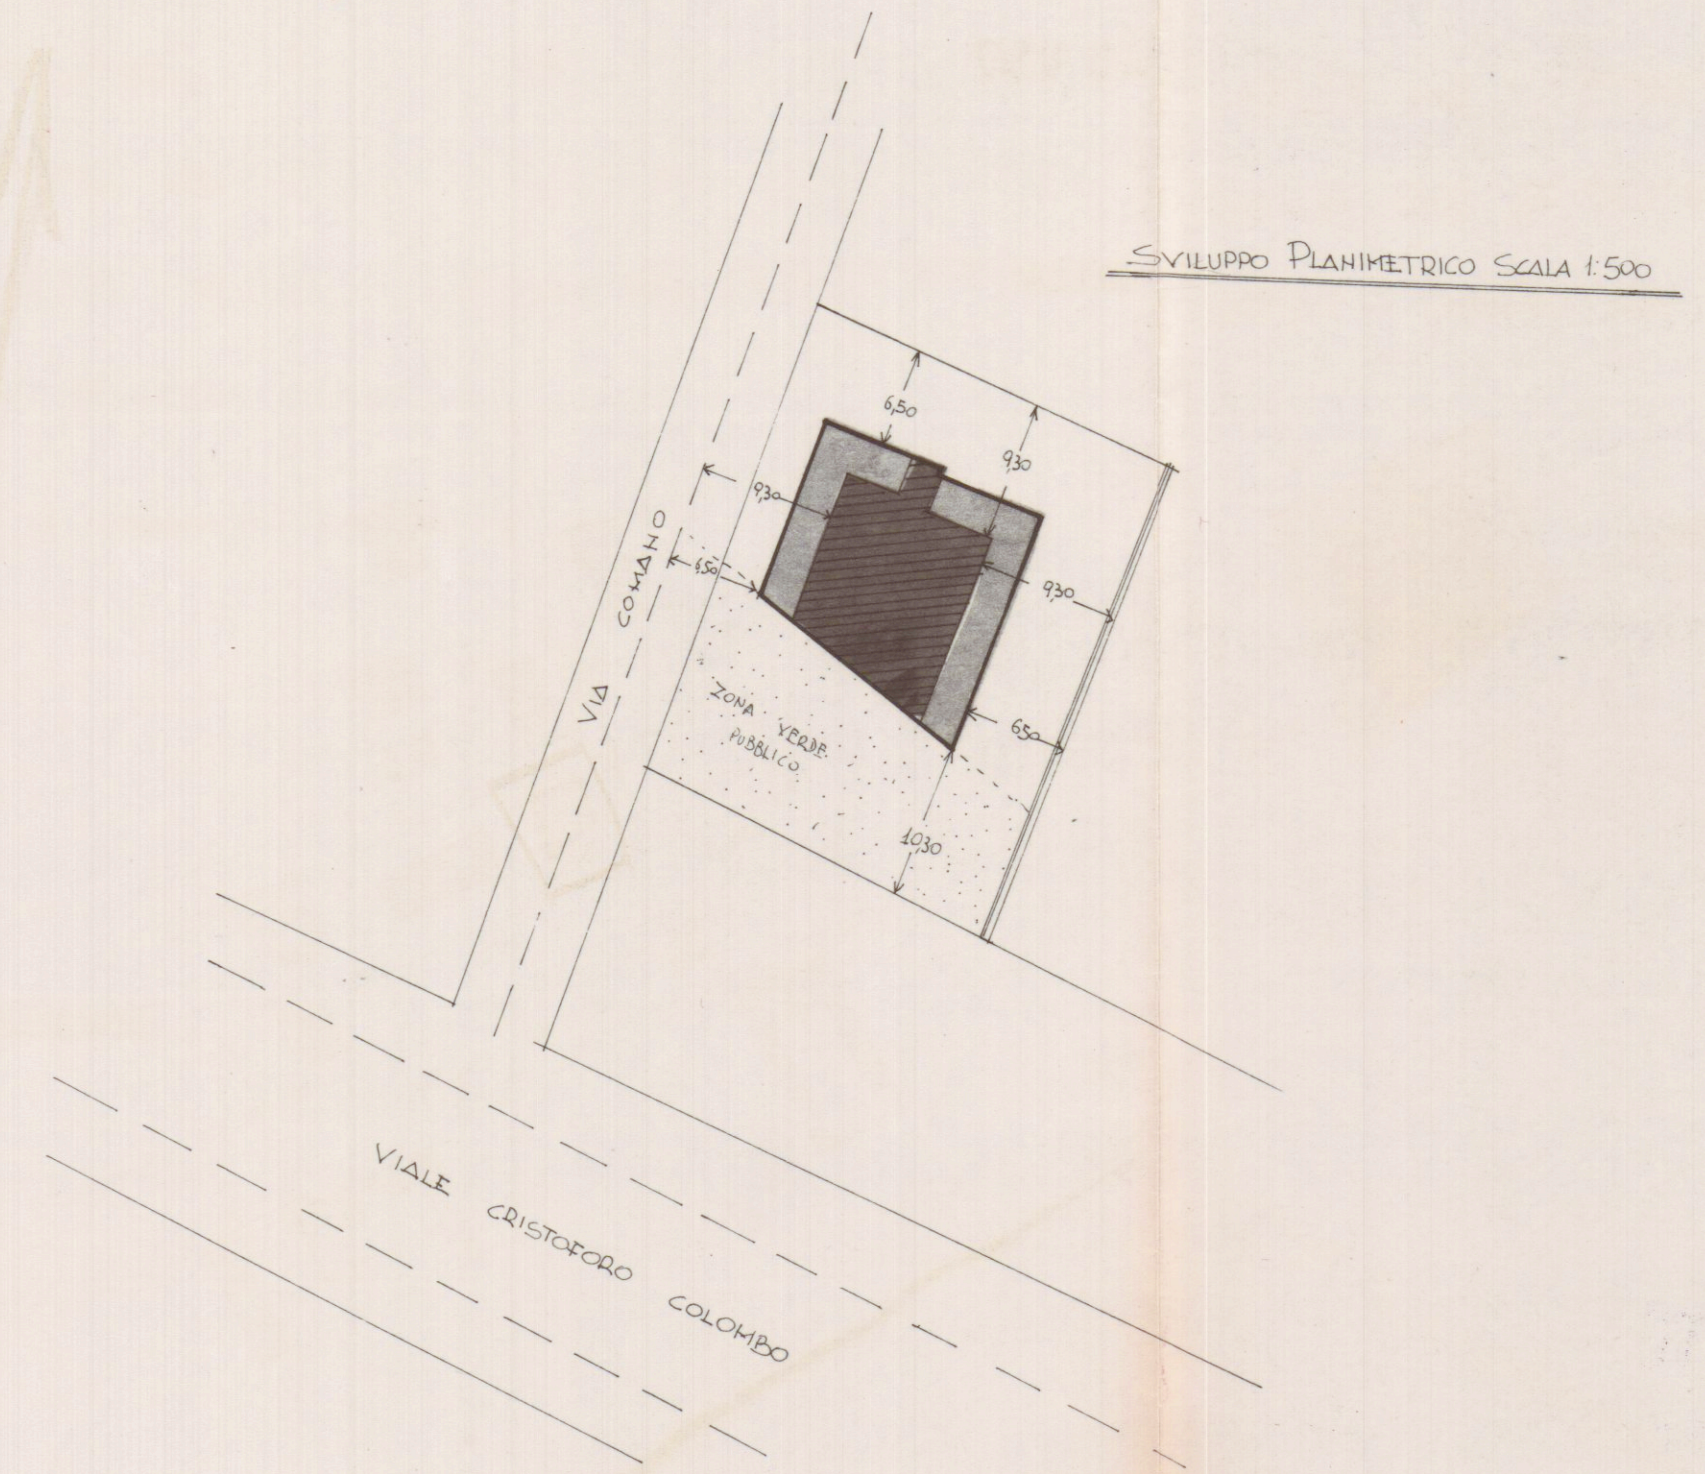 SVILUPPO PLANIMETRICO SCALA 1:500
6,50
9,30
9,30
6,50
9,30
6,50
10,30
VIA COMANO
ZONA VERDE
PUBBLICO
VIALE CRISTOFORO COLOMBO